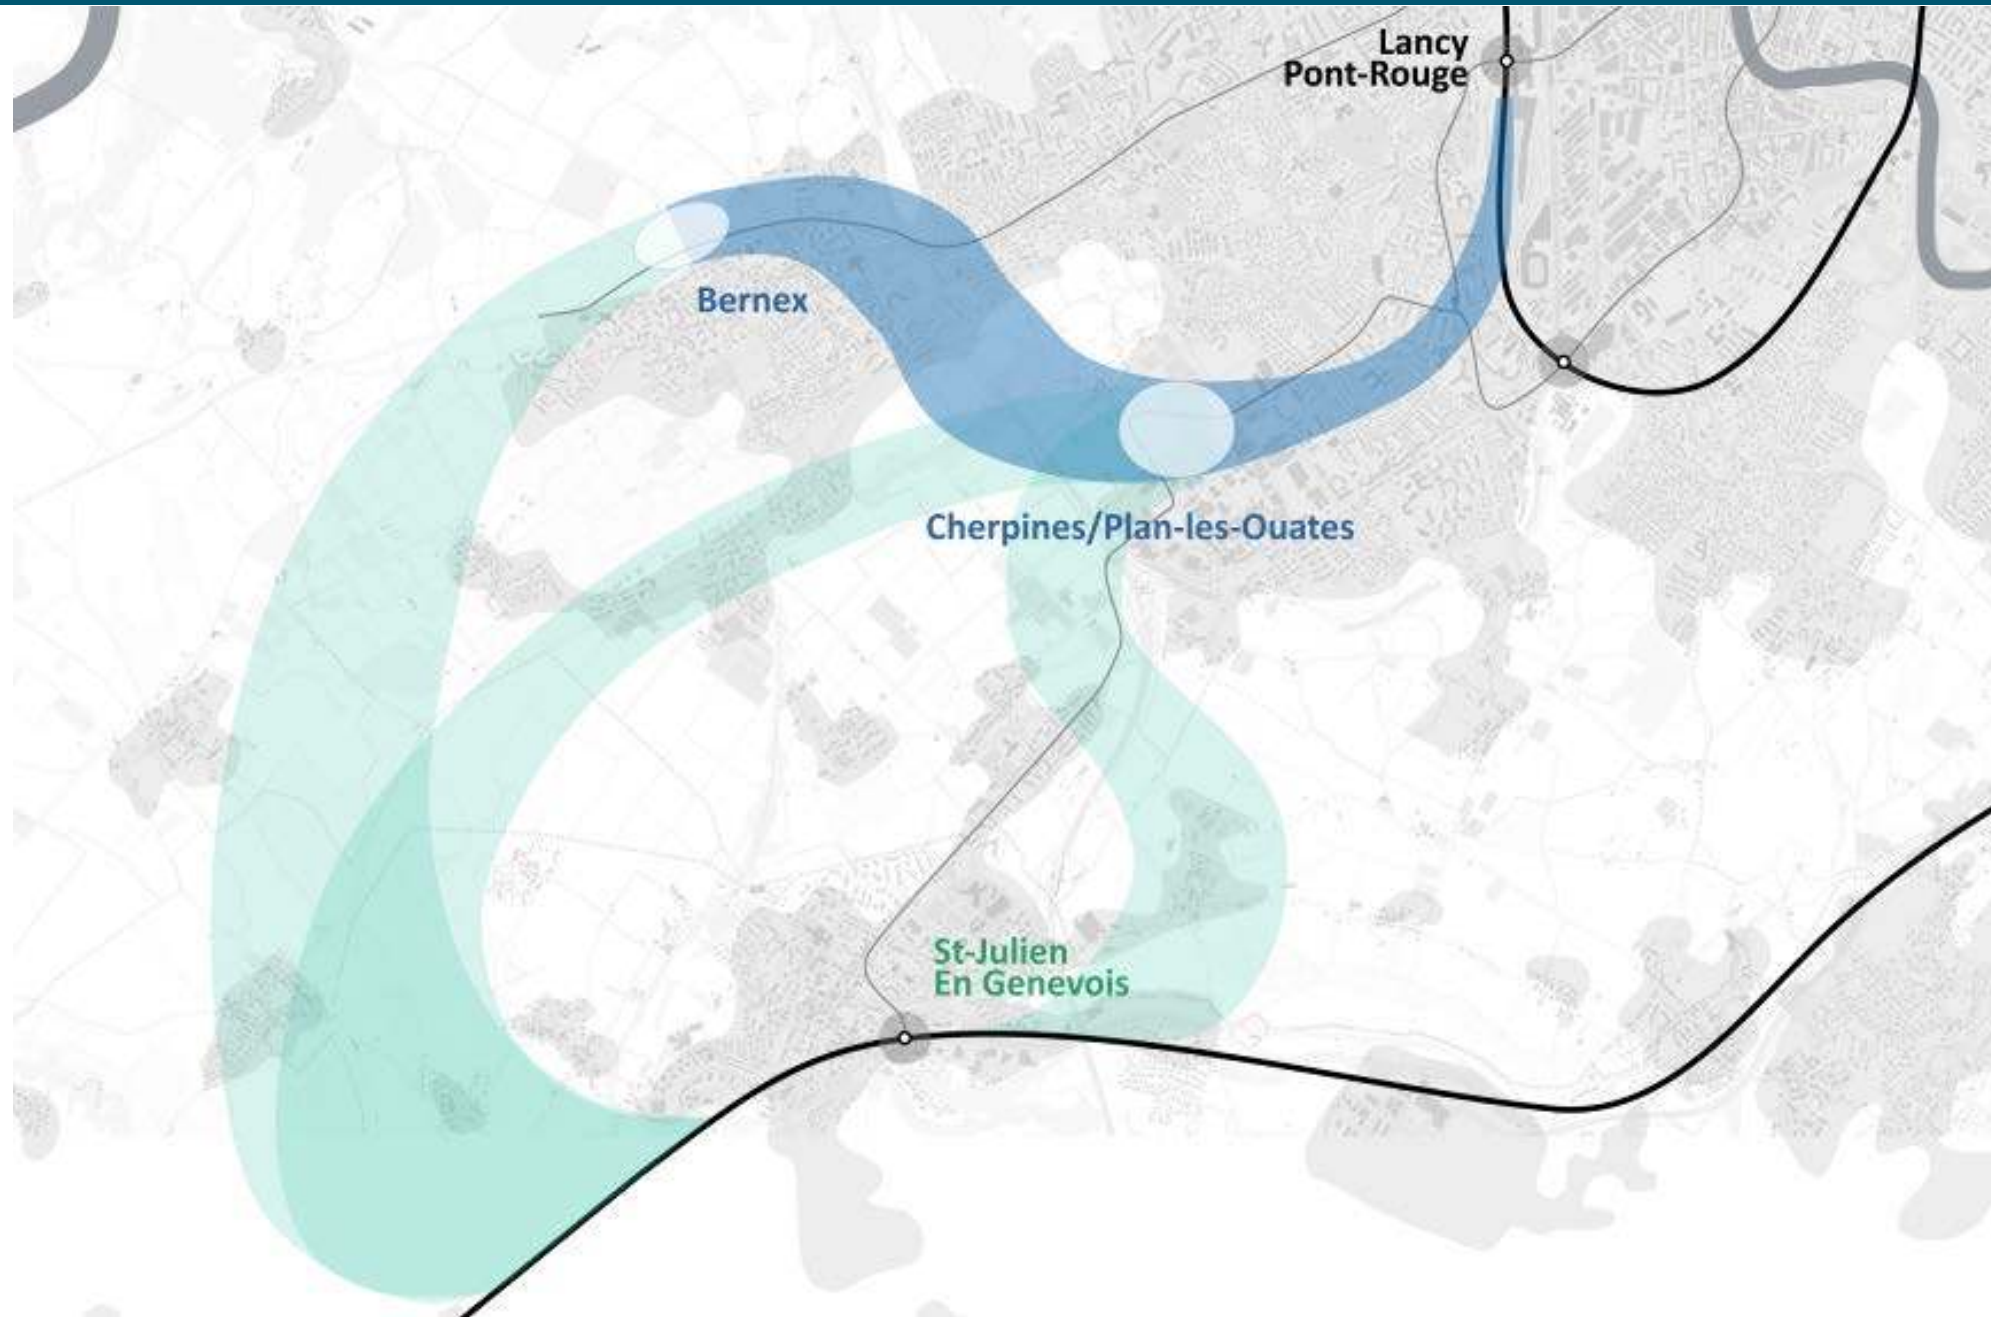 Lancy
Pont-Rouge
Bernex
Cherpines/Plan-les-Ouates
St-Julien
En Genevois